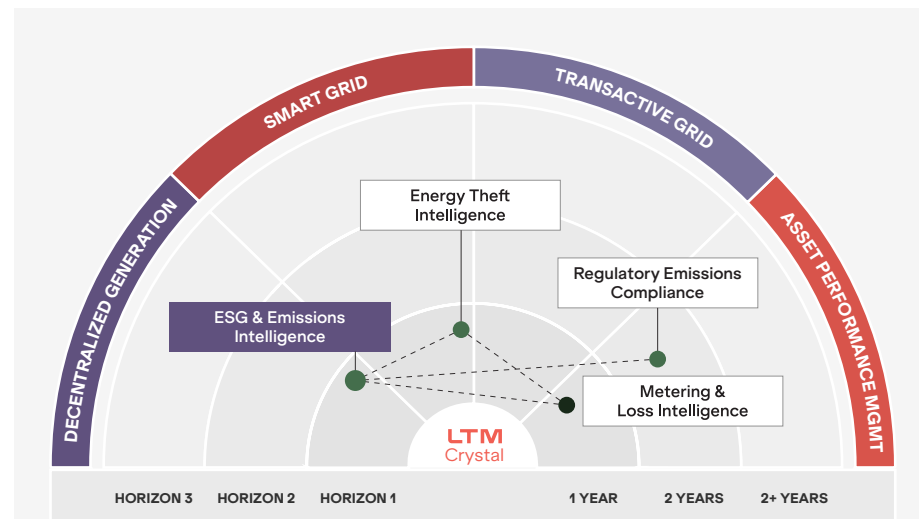 SMART GRID
TRANSACTIVE GRID
DECENTRALIZED GENERATION
ASSET PERFORMANCE MGMT
Energy Theft
Intelligence
Regulatory Emissions
Compliance
ESG & Emissions
Intelligence
Metering &
Loss Intelligence
LTM
Crystal
HORIZON 3 HORIZON 2 HORIZON 1 1 YEAR 2 YEARS 2+ YEARS